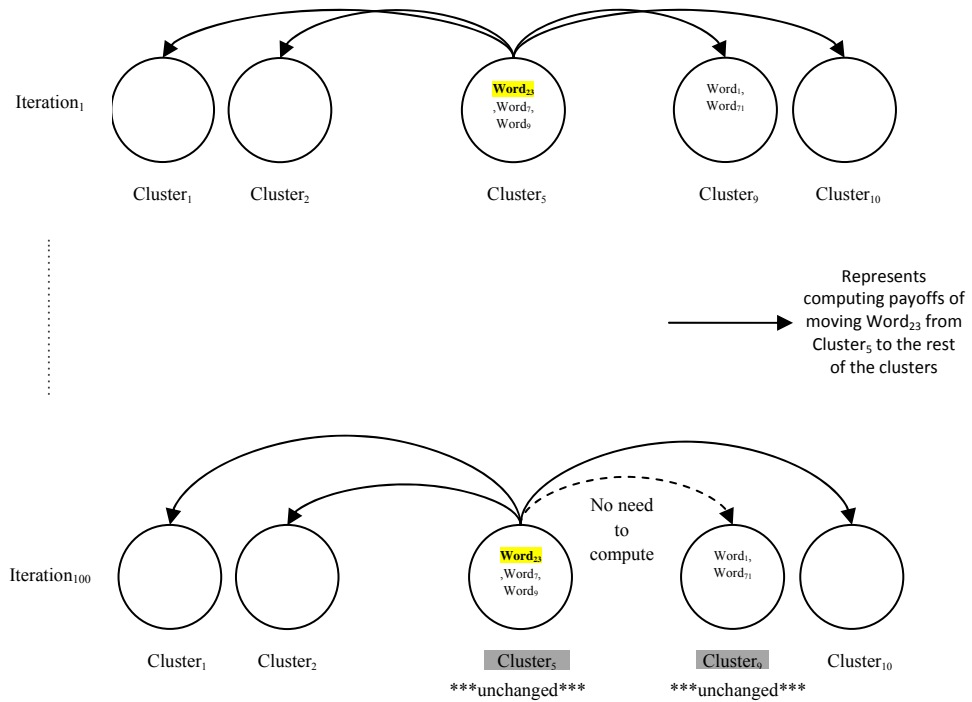 Iteration₁
Word₂₃
,Word₇,
Word₉
Word₁,
Word₇₁
Cluster₁
Cluster₂
Cluster₅
Cluster₉
Cluster₁₀
Represents
computing payoffs of
moving Word₂₃ from
Cluster₅ to the rest
of the clusters
No need
to
compute
Iteration₁₀₀
Word₂₃
,Word₇,
Word₉
Word₁,
Word₇₁
Cluster₁
Cluster₂
Cluster₅
Cluster₉
Cluster₁₀
***unchanged***
***unchanged***